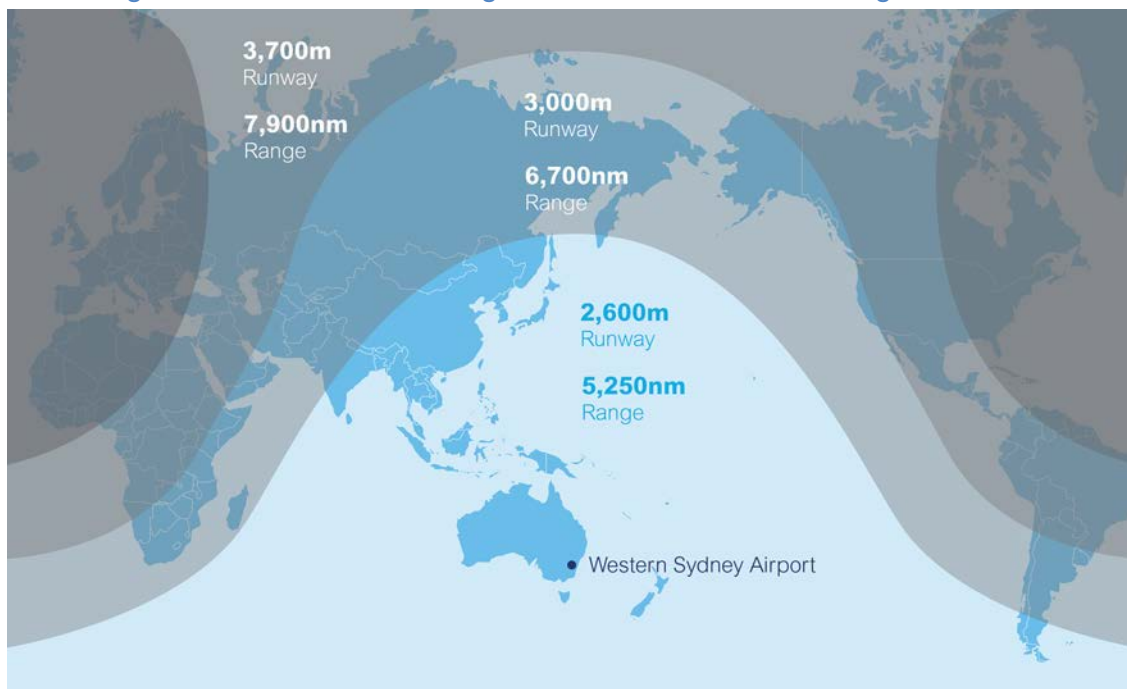 3,700m
Runway
7,900nm
Range
3,000m
Runway
6,700nm
Range
2,600m
Runway
5,250nm
Range
Western Sydney Airport